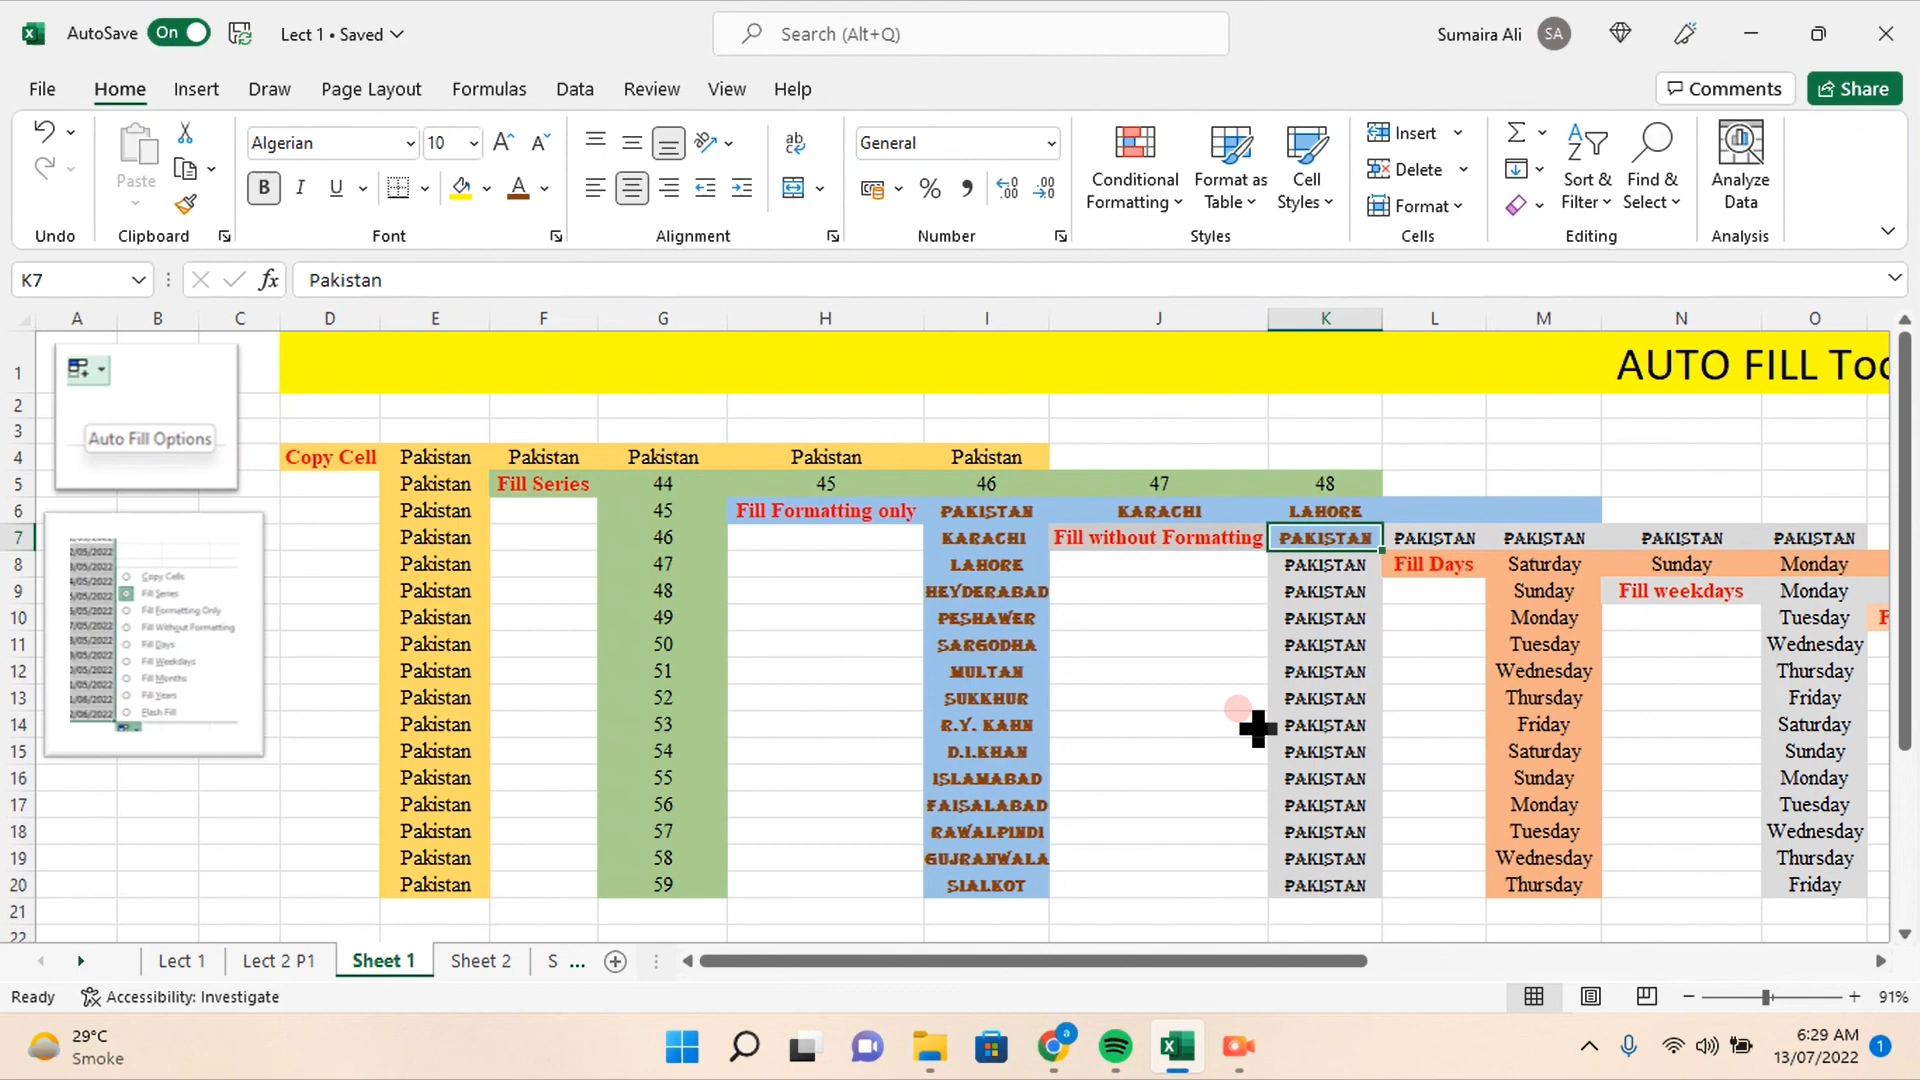 AutoSave On Lect 1 • Saved Search (Alt+Q) Sumaira Ali SA
File Home Insert Draw Page Layout Formulas Data Review View Help Comments Share
Algerian 10 General Insert
Paste Conditional Formatting Format as Table Cell Styles Delete Sort & Filter Find & Select Analyze Data
Format
Undo Clipboard Font Alignment Number Styles Cells Editing Analysis
K7 fx Pakistan
A B C D E F G H I J K L M N O
1 AUTO FILL Too
2 Auto Fill Options
3
4 Copy Cell Pakistan Pakistan Pakistan Pakistan Pakistan
5 Pakistan Fill Series 44 45 46 47 48
6 Pakistan 45 Fill Formatting only PAKISTAN KARACHI LAHORE
7 Pakistan 46 KARACHI Fill without Formatting PAKISTAN PAKISTAN PAKISTAN PAKISTAN PAKISTAN
8 Pakistan 47 LAHORE PAKISTAN Fill Days Saturday Sunday Monday
9 Pakistan 48 HEYDERABAD PAKISTAN Sunday Fill weekdays Monday
10 Pakistan 49 PESHAWER PAKISTAN Monday Tuesday F
11 Pakistan 50 SARGODHA PAKISTAN Tuesday Wednesday
12 Pakistan 51 MULTAN PAKISTAN Wednesday Thursday
13 Pakistan 52 SUKKHUR PAKISTAN Thursday Friday
14 Pakistan 53 R.Y. KAHN PAKISTAN Friday Saturday
15 Pakistan 54 D.I.KHAN PAKISTAN Saturday Sunday
16 Pakistan 55 ISLAMABAD PAKISTAN Sunday Monday
17 Pakistan 56 FAISALABAD PAKISTAN Monday Tuesday
18 Pakistan 57 RAWALPINDI PAKISTAN Tuesday Wednesday
19 Pakistan 58 GUJRANWALA PAKISTAN Wednesday Thursday
20 Pakistan 59 SIALKOT PAKISTAN Thursday Friday
21
22
Copy Cells
Fill Series
Fill Formatting Only
Fill Without Formatting
Fill Days
Fill Weekdays
Fill Months
Fill Years
Flash Fill
Lect 1 Lect 2 P1 Sheet 1 Sheet 2 S ...
Ready Accessibility: Investigate 91%
29°C
Smoke
6:29 AM
13/07/2022 1